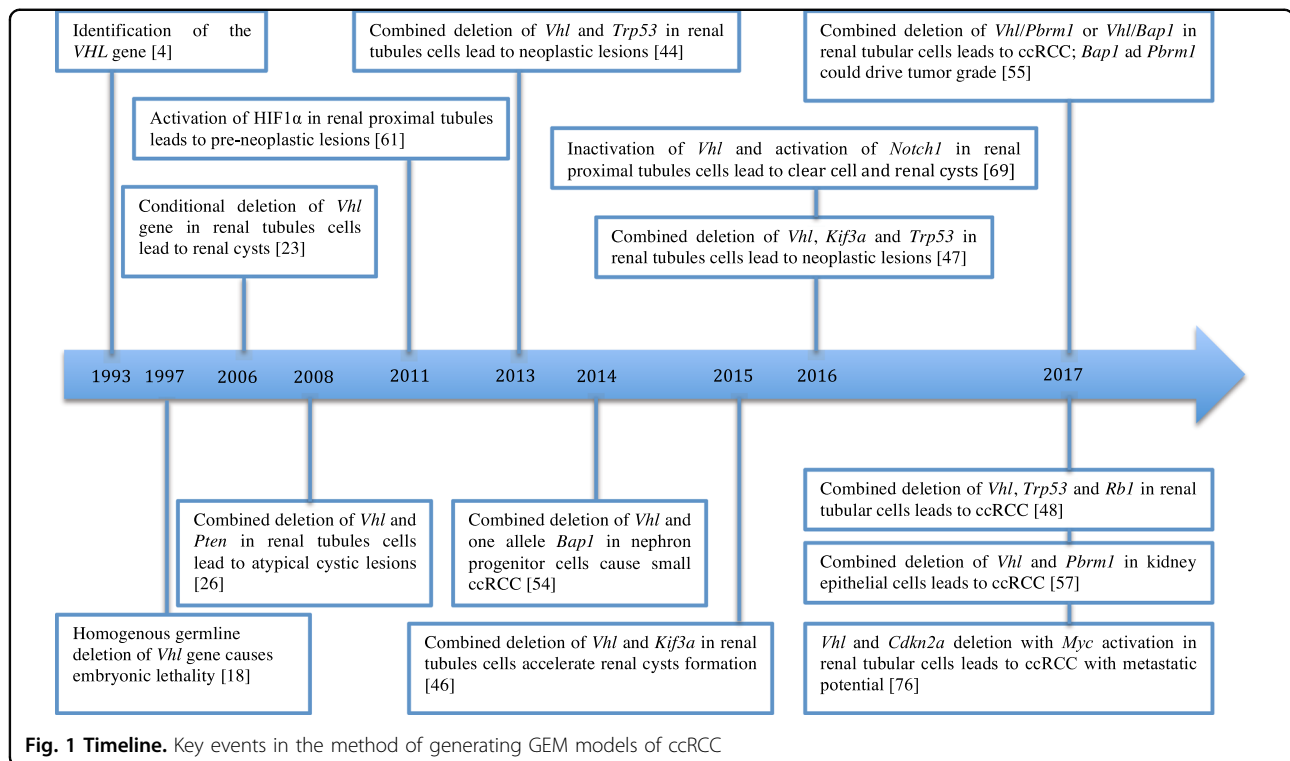 Identification of the
VHL gene [4]
Combined deletion of Vhl and Trp53 in renal
tubules cells lead to neoplastic lesions [44]
Combined deletion of Vhl/Pbrm1 or Vhl/Bap1 in
renal tubular cells leads to ccRCC; Bap1 ad Pbrm1
could drive tumor grade [55]
Activation of HIF1α in renal proximal tubules
leads to pre-neoplastic lesions [61]
Inactivation of Vhl and activation of Notch1 in renal
proximal tubules cells lead to clear cell and renal cysts [69]
Conditional deletion of Vhl
gene in renal tubules cells
lead to renal cysts [23]
Combined deletion of Vhl, Kif3a and Trp53 in
renal tubules cells lead to neoplastic lesions [47]
1993 1997 2006 2008 2011 2013 2014 2015 2016 2017
Combined deletion of Vhl and
Pten in renal tubules cells
lead to atypical cystic lesions
[26]
Combined deletion of Vhl and
one allele Bap1 in nephron
progenitor cells cause small
ccRCC [54]
Combined deletion of Vhl, Trp53 and Rb1 in renal
tubular cells leads to ccRCC [48]
Combined deletion of Vhl and Pbrm1 in kidney
epithelial cells leads to ccRCC [57]
Homogenous germline
deletion of Vhl gene causes
embryonic lethality [18]
Combined deletion of Vhl and Kif3a in renal
tubules cells accelerate renal cysts formation
[46]
Vhl and Cdkn2a deletion with Myc activation in
renal tubular cells leads to ccRCC with metastatic
potential [76]
Fig. 1 Timeline. Key events in the method of generating GEM models of ccRCC